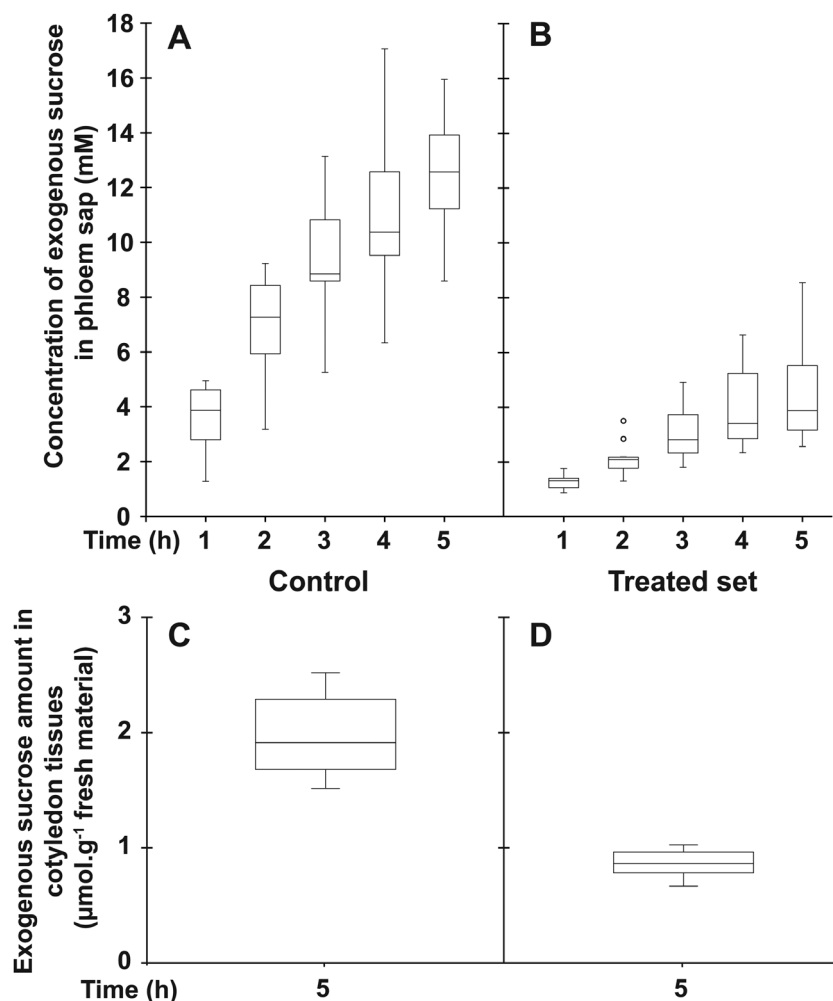 A
B
Concentration of exogenous sucrose
in phloem sap (mM)
18
16
14
12
10
8
6
4
2
0
Time (h) 1 2 3 4 5 1 2 3 4 5
Control Treated set
C
D
Exogenous sucrose amount in
cotyledon tissues
(µmol.g⁻¹ fresh material)
3
2
1
0
Time (h) 5 5